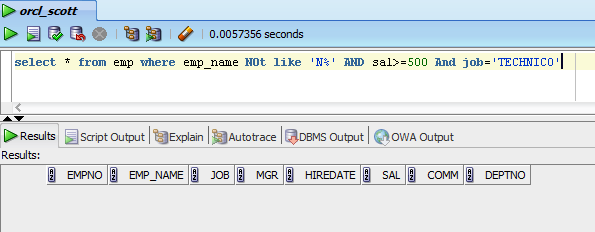 orcl_scott
0.0057356 seconds
select * from emp where emp_name NOt like 'N%' AND sal>=500 And job='TECHNICO'
Results Script Output Explain Autotrace DBMS Output OWA Output
Results:
EMPNO EMP_NAME JOB MGR HIREDATE SAL COMM DEPTNO